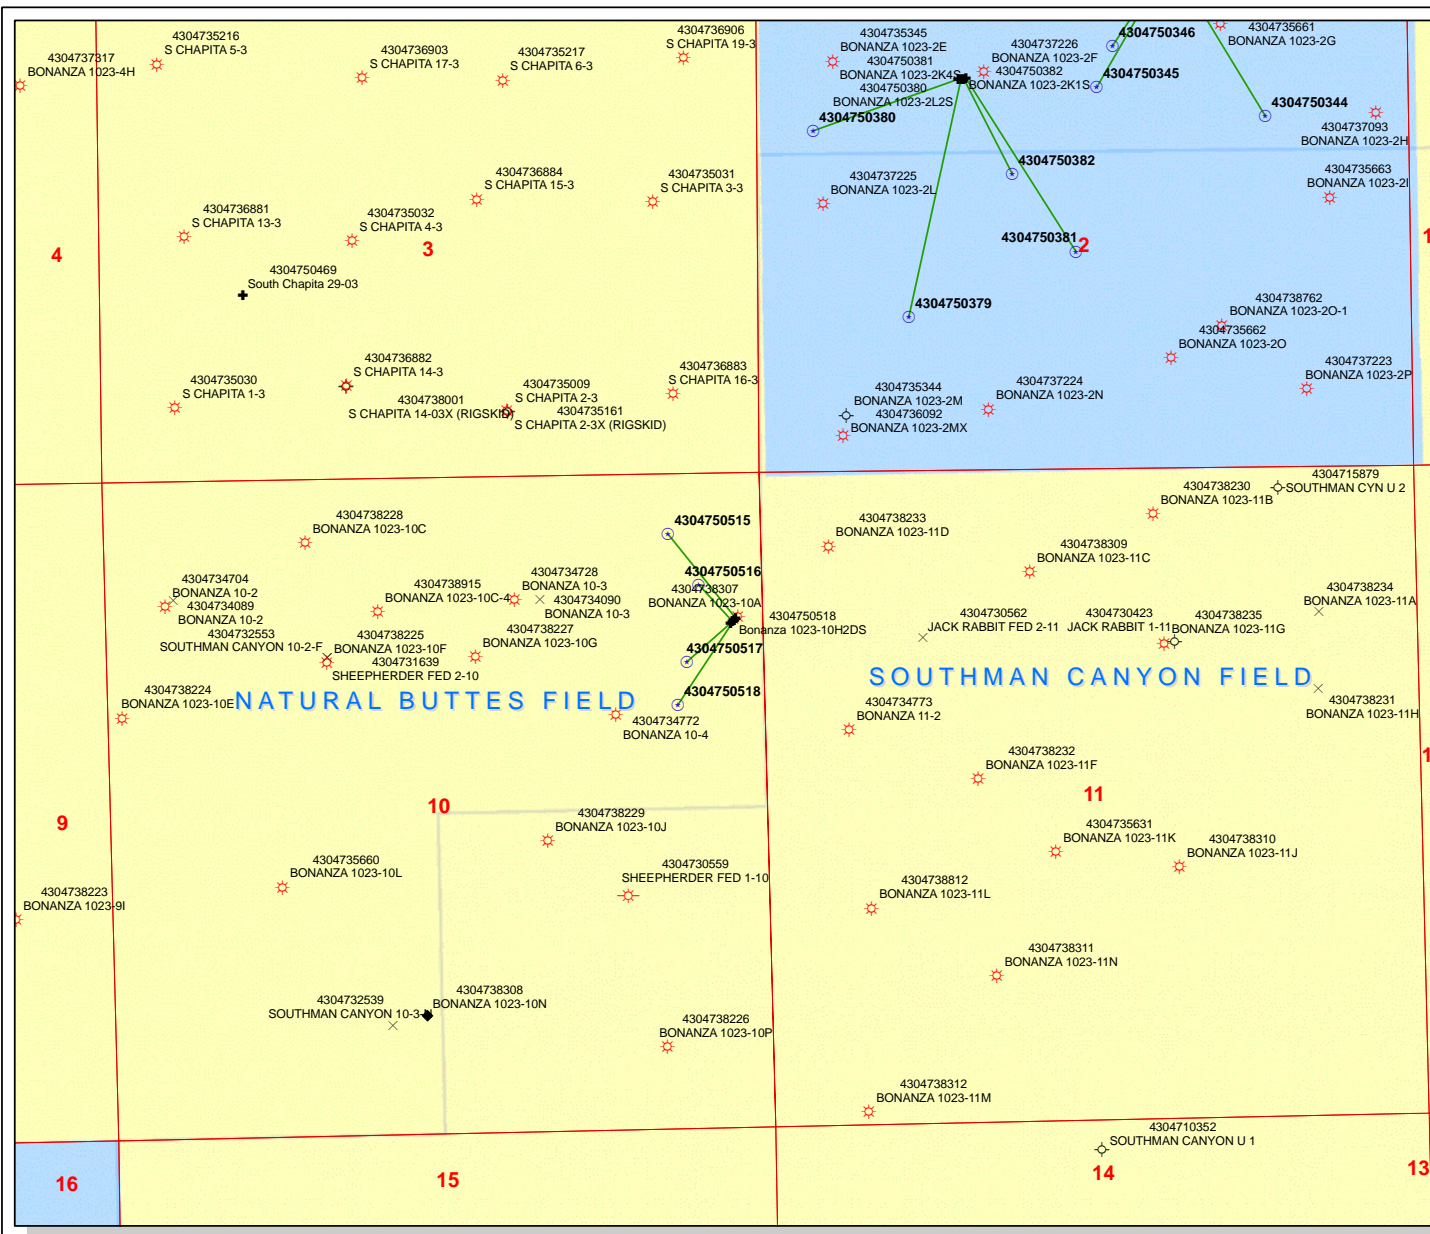 4304737317
BONANZA 1023-4H
4304735216
S CHAPITA 5-3
4304736903
S CHAPITA 17-3
4304735217
S CHAPITA 6-3
4304736906
S CHAPITA 19-3
4304735345
BONANZA 1023-2E
4304750381
BONANZA 1023-2K4S
4304750380
BONANZA 1023-2L2S
4304750380
4304737226
BONANZA 1023-2F
4304750382
BONANZA 1023-2K1S
4304750346
4304750345
4304735661
BONANZA 1023-2G
4304750344
4304737093
BONANZA 1023-2H
4304750382
4304737225
BONANZA 1023-2L
4304735663
BONANZA 1023-2I
4304736884
S CHAPITA 15-3
4304735031
S CHAPITA 3-3
4304736881
S CHAPITA 13-3
4304735032
S CHAPITA 4-3
4
3
4304750381
2
1
4304750469
South Chapita 29-03
4304750379
4304738762
BONANZA 1023-2O-1
4304735662
BONANZA 1023-2O
4304737223
BONANZA 1023-2P
4304736882
S CHAPITA 14-3
4304735030
S CHAPITA 1-3
4304738001
S CHAPITA 14-03X (RIGSKID)
4304735009
S CHAPITA 2-3
4304735161
S CHAPITA 2-3X (RIGSKID)
4304736883
S CHAPITA 16-3
4304735344
BONANZA 1023-2M
4304736092
BONANZA 1023-2MX
4304737224
BONANZA 1023-2N
4304715879
SOUTHMAN CYN U 2
4304738230
BONANZA 1023-11B
4304738228
BONANZA 1023-10C
4304750515
4304738233
BONANZA 1023-11D
4304738309
BONANZA 1023-11C
4304734704
BONANZA 10-2
4304734089
BONANZA 10-2
4304738915
BONANZA 1023-10C-4
4304734728
BONANZA 10-3
4304734090
BONANZA 10-3
4304750516
4304738307
BONANZA 1023-10A
4304750518
Bonanza 1023-10H2DS
4304738234
BONANZA 1023-11A
4304732553
SOUTHMAN CANYON 10-2-F
4304738225
BONANZA 1023-10F
4304731639
SHEEPHERDER FED 2-10
4304738227
BONANZA 1023-10G
4304750517
4304730562
JACK RABBIT FED 2-11
4304730423
JACK RABBIT 1-11
4304738235
BONANZA 1023-11G
4304738224
BONANZA 1023-10E
NATURAL BUTTES FIELD
4304750518
4304734772
BONANZA 10-4
SOUTHMAN CANYON FIELD
4304734773
BONANZA 11-2
4304738231
BONANZA 1023-11H
4304738232
BONANZA 1023-11F
9
10
11
1
4304738229
BONANZA 1023-10J
4304735631
BONANZA 1023-11K
4304738310
BONANZA 1023-11J
4304735660
BONANZA 1023-10L
4304730559
SHEEPHERDER FED 1-10
4304738223
BONANZA 1023-9I
4304738812
BONANZA 1023-11L
4304738311
BONANZA 1023-11N
4304732539
SOUTHMAN CANYON 10-3-N
4304738308
BONANZA 1023-10N
4304738226
BONANZA 1023-10P
4304738312
BONANZA 1023-11M
4304710352
SOUTHMAN CANYON U 1
16
15
14
13